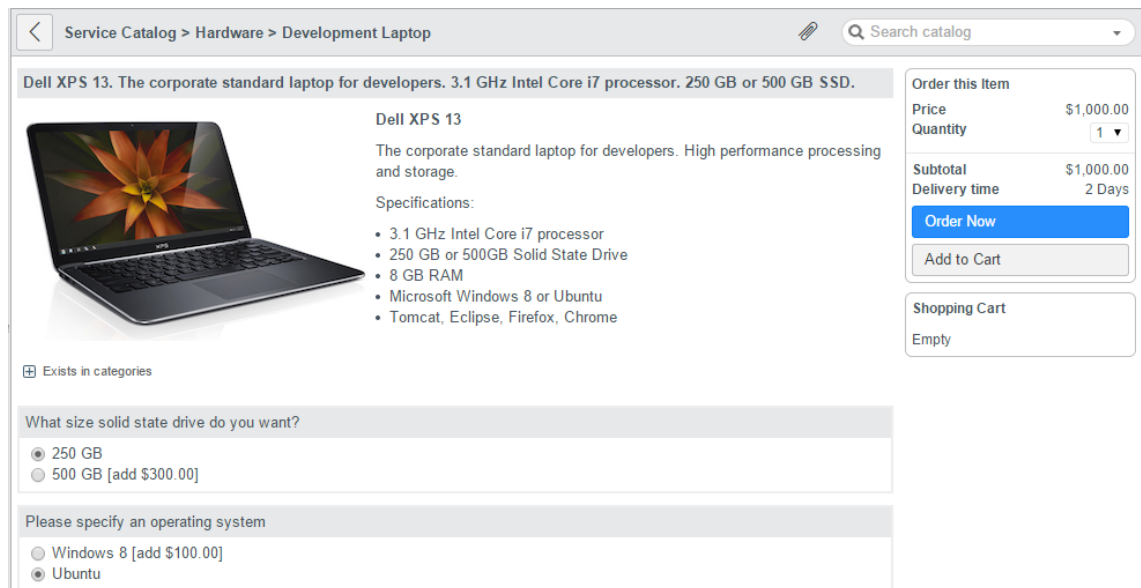 Service Catalog > Hardware > Development Laptop
Search catalog
Dell XPS 13. The corporate standard laptop for developers. 3.1 GHz Intel Core i7 processor. 250 GB or 500 GB SSD.
Dell XPS 13
The corporate standard laptop for developers. High performance processing
and storage.
Specifications:
• 3.1 GHz Intel Core i7 processor
• 250 GB or 500GB Solid State Drive
• 8 GB RAM
• Microsoft Windows 8 or Ubuntu
• Tomcat, Eclipse, Firefox, Chrome
XPS
Exists in categories
What size solid state drive do you want?
250 GB
500 GB [add $300.00]
Please specify an operating system
Windows 8 [add $100.00]
Ubuntu
Order this Item
Price $1,000.00
Quantity 1
Subtotal $1,000.00
Delivery time 2 Days
Order Now
Add to Cart
Shopping Cart
Empty